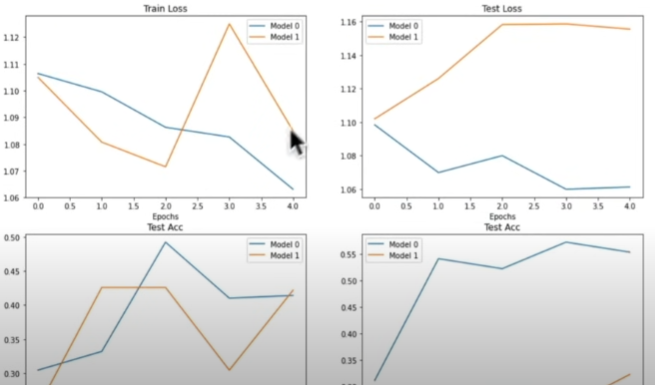 Train Loss
Model 0
Model 1
1.12
1.11
1.10
1.09
1.08
1.07
1.06
0.0 0.5 1.0 1.5 2.0 2.5 3.0 3.5 4.0
Epochs
Test Loss
Model 0
Model 1
1.16
1.14
1.12
1.10
1.08
1.06
0.0 0.5 1.0 1.5 2.0 2.5 3.0 3.5 4.0
Epochs
Test Acc
Model 0
Model 1
0.50
0.45
0.40
0.35
0.30
Test Acc
Model 0
Model 1
0.55
0.50
0.45
0.40
0.35